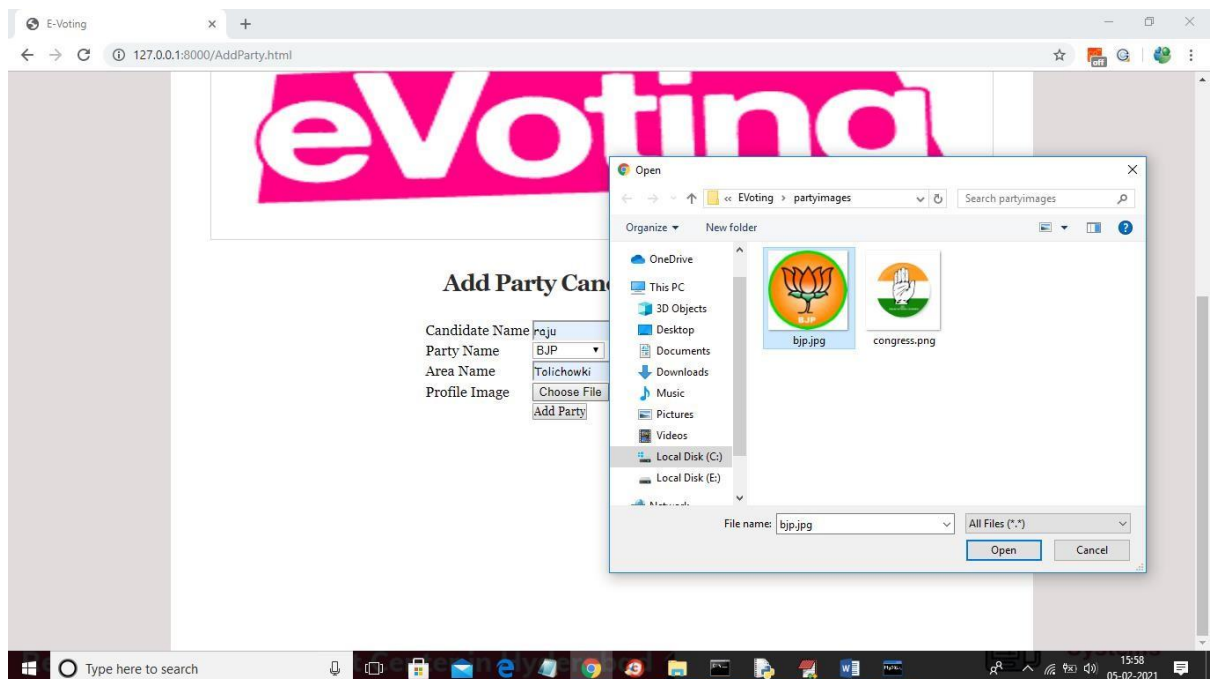 E-Voting
127.0.0.1:8000/AddParty.html
off
eVoting
Add Party Can
Candidate Name raju
Party Name BJP
Area Name Tolichowki
Profile Image Choose File
Add Party
Open
« EVoting > partyimages
Search partyimages
Organize New folder
OneDrive
This PC
3D Objects
Desktop
Documents
Downloads
Music
Pictures
Videos
Local Disk (C:)
Local Disk (E:)
Network
BJP
bjp.jpg
congress.png
File name: bjp.jpg
All Files (*.*)
Open
Cancel
Type here to search
15:58
05-02-2021